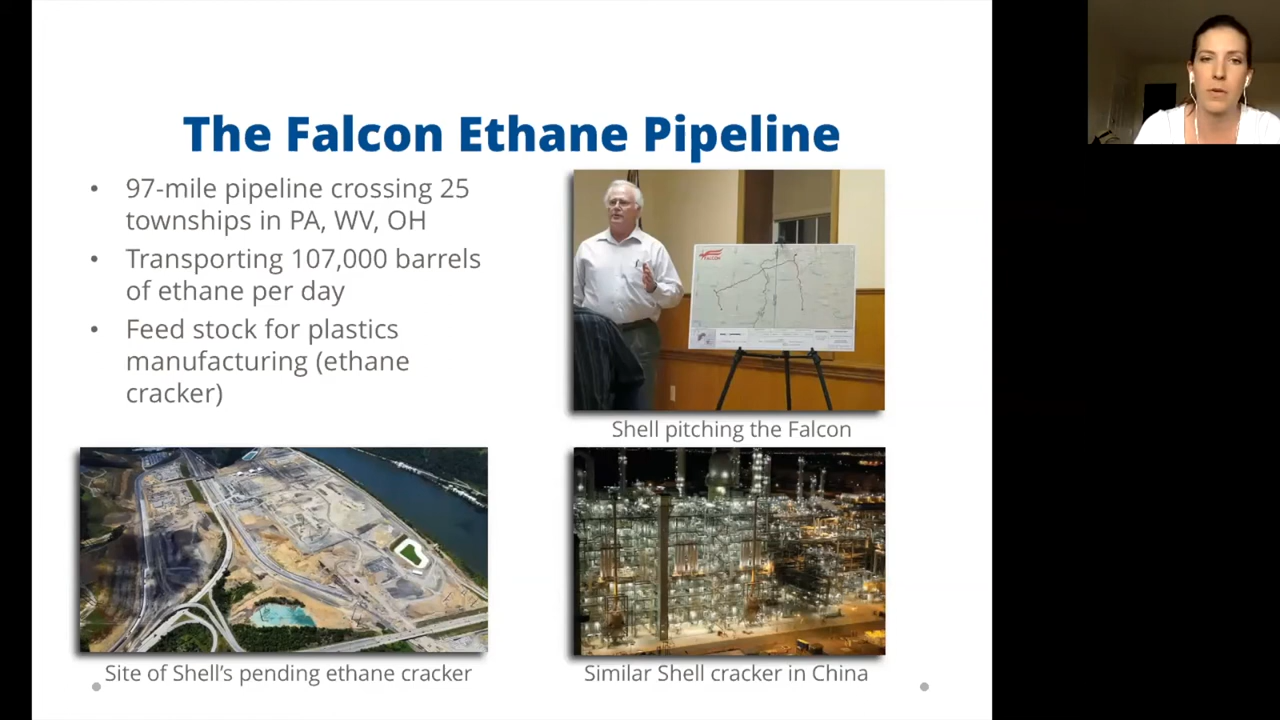 The Falcon Ethane Pipeline
• 97-mile pipeline crossing 25
townships in PA, WV, OH
• Transporting 107,000 barrels
of ethane per day
• Feed stock for plastics
manufacturing (ethane
cracker)
FALCON
Shell pitching the Falcon
Site of Shell's pending ethane cracker
Similar Shell cracker in China